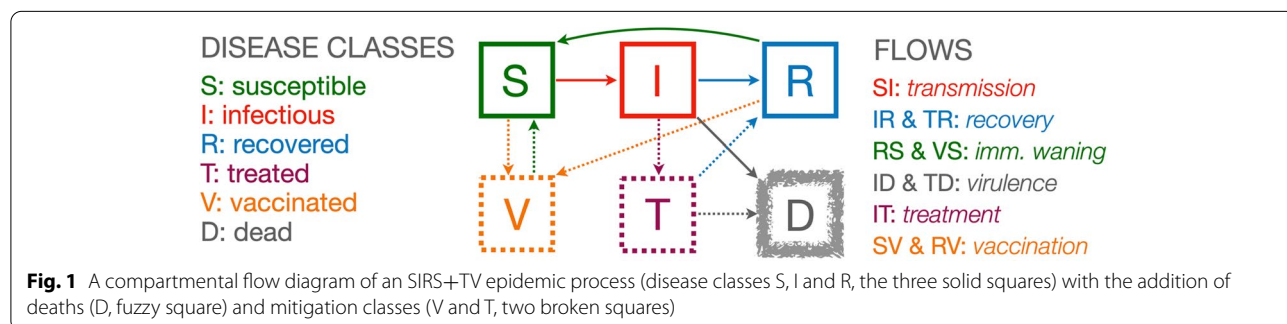 DISEASE CLASSES
S: susceptible
I: infectious
R: recovered
T: treated
V: vaccinated
D: dead
S
I
R
V
T
D
FLOWS
SI: transmission
IR & TR: recovery
RS & VS: imm. waning
ID & TD: virulence
IT: treatment
SV & RV: vaccination
Fig. 1 A compartmental flow diagram of an SIRS+TV epidemic process (disease classes S, I and R, the three solid squares) with the addition of
deaths (D, fuzzy square) and mitigation classes (V and T, two broken squares)